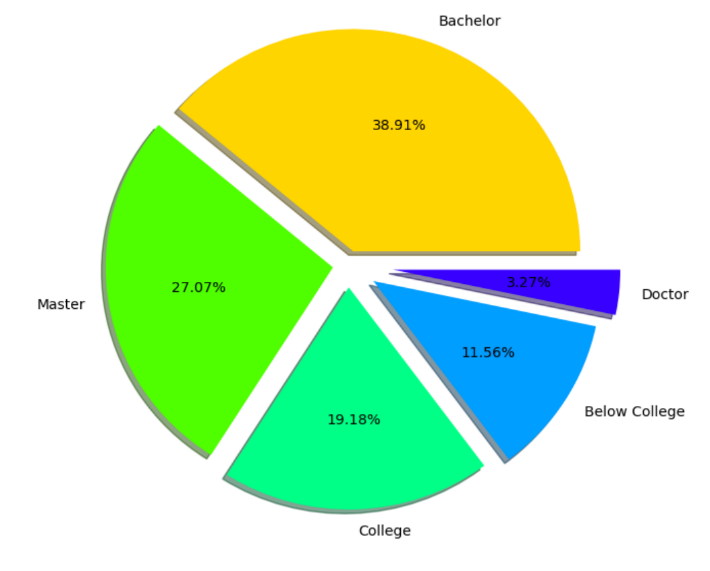 Bachelor
38.91%
3.27%
Doctor
27.07%
Master
11.56%
Below College
19.18%
College